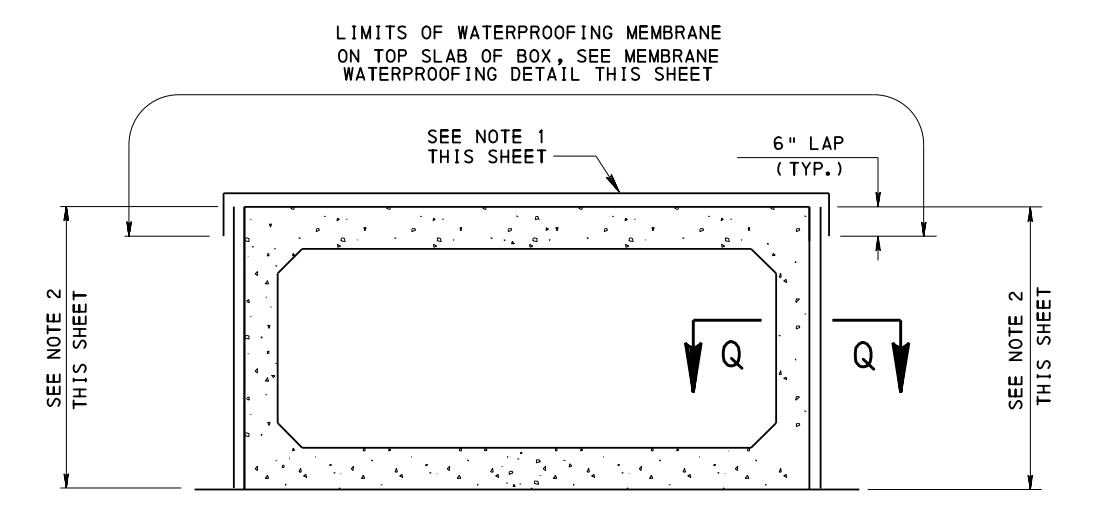 LIMITS OF WATERPROOFING MEMBRANE
ON TOP SLAB OF BOX, SEE MEMBRANE
WATERPROOFING DETAIL THIS SHEET
SEE NOTE 1
THIS SHEET
6" LAP
(TYP.)
SEE NOTE 2
THIS SHEET
Q
Q
SEE NOTE 2
THIS SHEET